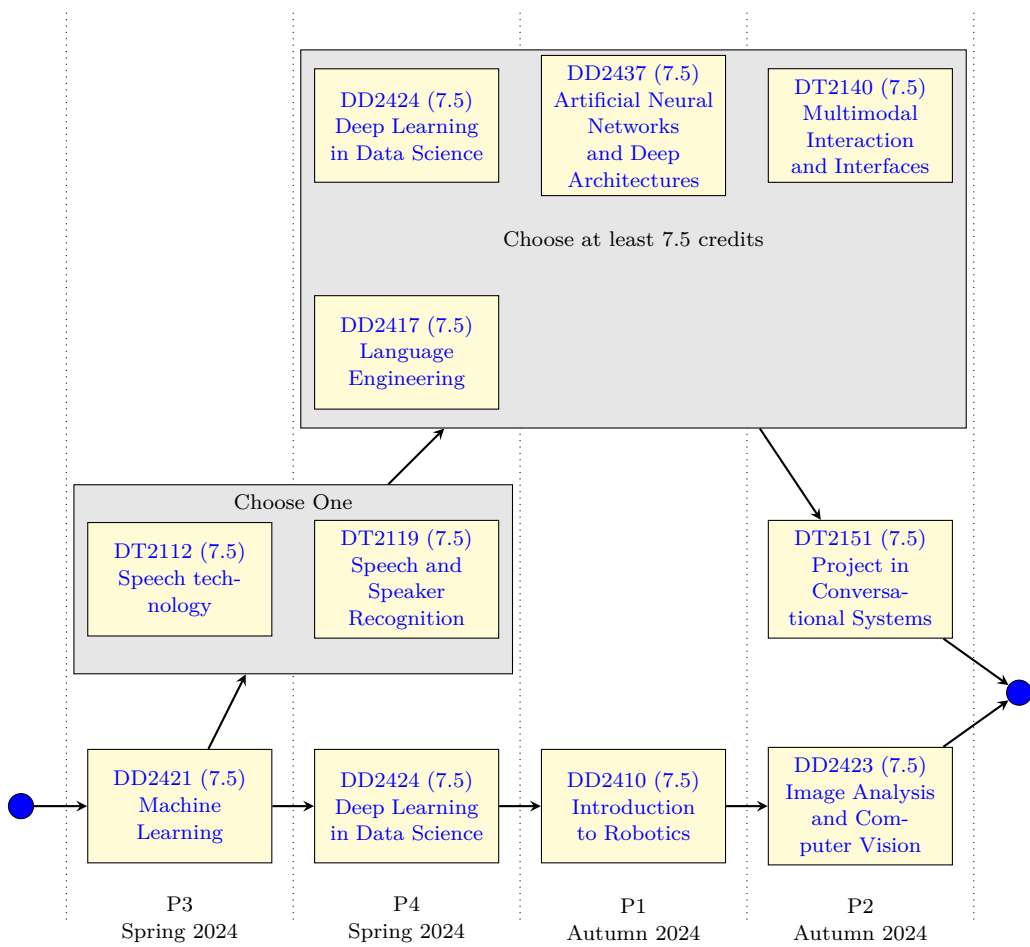 DD2424 (7.5)
Deep Learning
in Data Science
DD2437 (7.5)
Artificial Neural
Networks
and Deep
Architectures
DT2140 (7.5)
Multimodal
Interaction
and Interfaces
Choose at least 7.5 credits
DD2417 (7.5)
Language
Engineering
Choose One
DT2112 (7.5)
Speech tech-
nology
DT2119 (7.5)
Speech and
Speaker
Recognition
DT2151 (7.5)
Project in
Conversa-
tional Systems
DD2421 (7.5)
Machine
Learning
DD2424 (7.5)
Deep Learning
in Data Science
DD2410 (7.5)
Introduction
to Robotics
DD2423 (7.5)
Image Analysis
and Com-
puter Vision
P3
Spring 2024
P4
Spring 2024
P1
Autumn 2024
P2
Autumn 2024